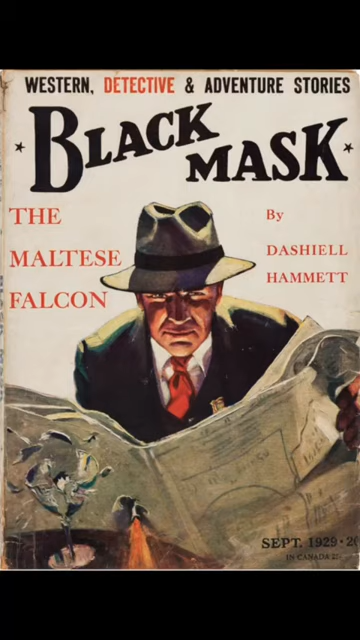 WESTERN, DETECTIVE & ADVENTURE STORIES
BLACK
MASK
THE
MALTESE
FALCON
By
DASHIELL
HAMMETT
SEPT. 1929
IN CANADA